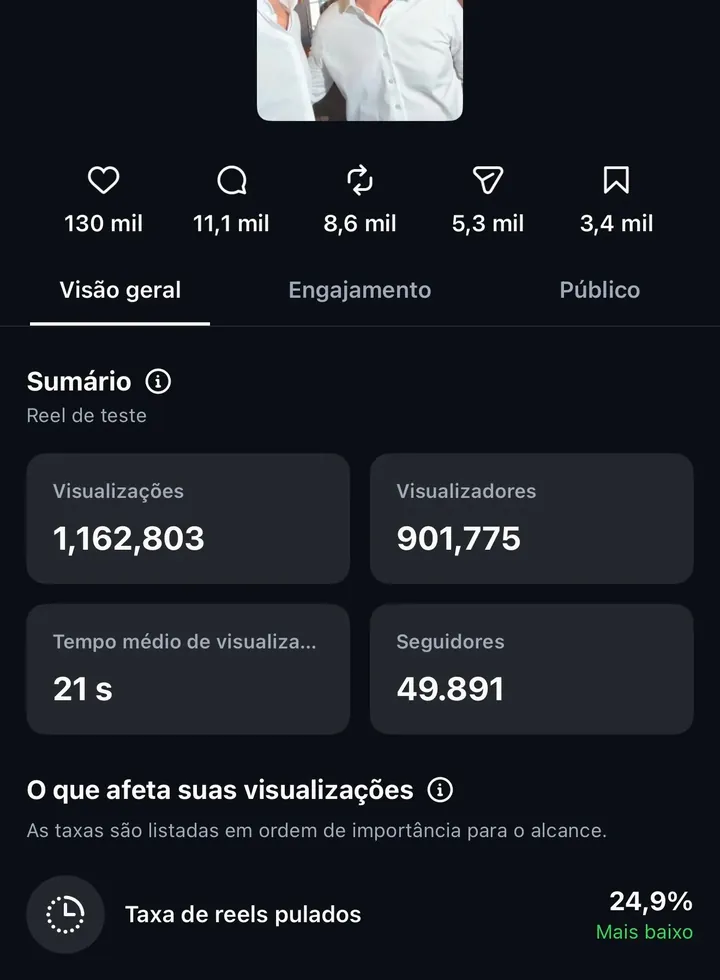 130 mil 11,1 mil 8,6 mil 5,3 mil 3,4 mil
Visão geral Engajamento Público
Sumário
Reel de teste
Visualizações Visualizadores
1,162,803 901,775
Tempo médio de visualiza... Seguidores
21 s 49.891
O que afeta suas visualizações
As taxas são listadas em ordem de importância para o alcance.
Taxa de reels pulados 24,9%
Mais baixo